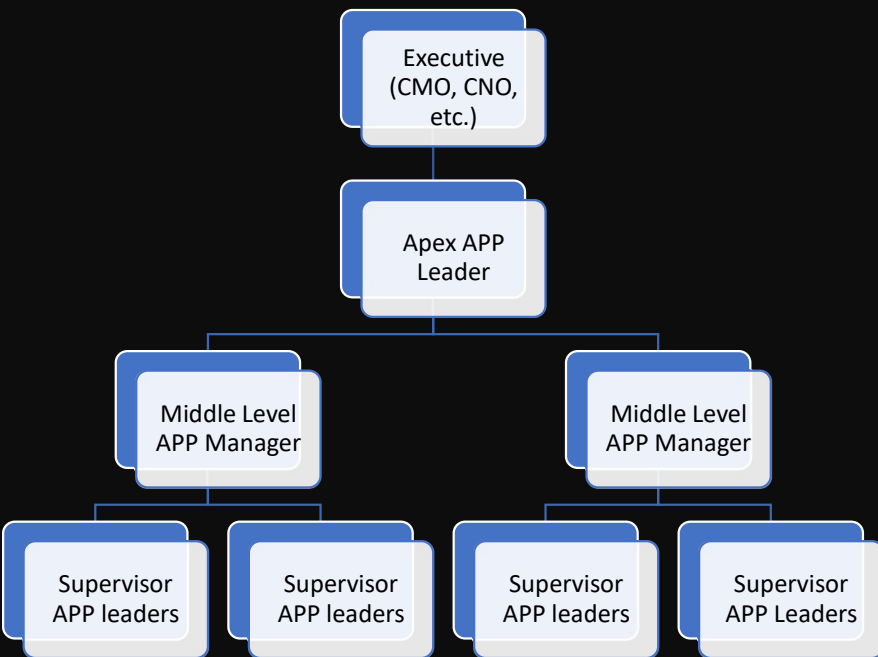 Executive
(CMO, CNO,
etc.)
Apex APP
Leader
Middle Level
APP Manager
Middle Level
APP Manager
Supervisor
APP leaders
Supervisor
APP leaders
Supervisor
APP leaders
Supervisor
APP Leaders